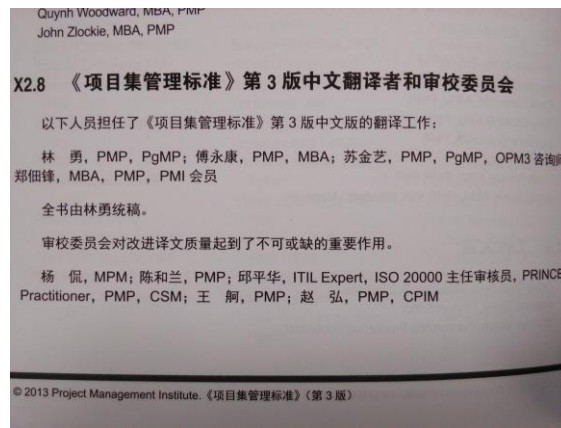 Quynh Woodward, MBA, PMP
John Zlockie, MBA, PMP
X2.8 《项目集管理标准》第 3 版中文翻译者和审校委员会
以下人员担任了《项目集管理标准》第 3 版中文版的翻译工作：
林 勇，PMP，PgMP；傅永康，PMP，MBA；苏金艺，PMP，PgMP，OPM3 咨询
郑佃锋，MBA，PMP，PMI 会员
全书由林勇统稿。
审校委员会对改进译文质量起到了不可或缺的重要作用。
杨 侃，MPM；陈和兰，PMP；邱平华，ITIL Expert，ISO 20000 主任审核员，PRINCE
Practitioner，PMP，CSM；王 舸，PMP；赵 弘，PMP，CPIM
© 2013 Project Management Institute.《项目集管理标准》（第 3 版）